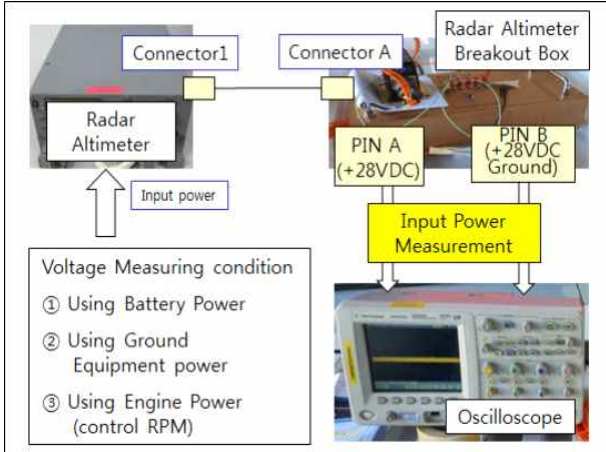 Connector1
Connector A
Radar Altimeter
Breakout Box
Radar
Altimeter
PIN A
(+28VDC)
PIN B
(+28VDC
Ground)
Input power
Input Power
Measurement
Voltage Measuring condition
① Using Battery Power
② Using Ground
Equipment power
③ Using Engine Power
(control RPM)
Oscilloscope